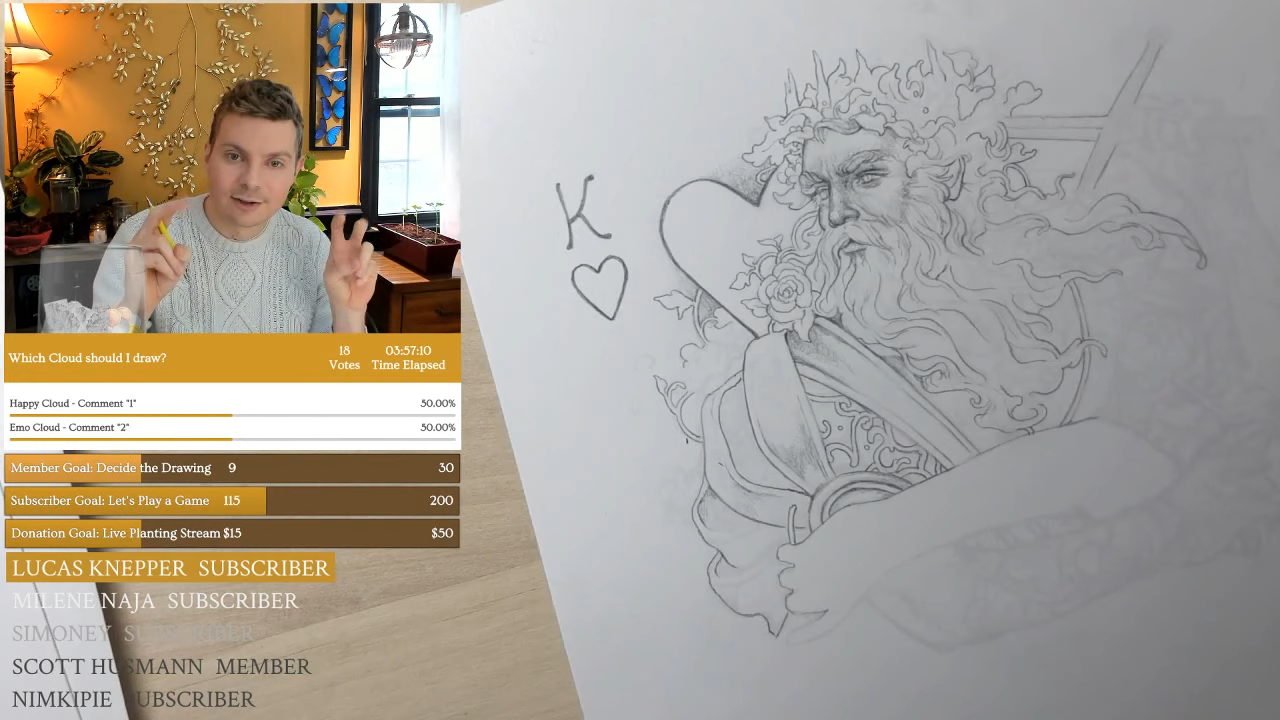 Which Cloud should I draw?
18
Votes
03:57:10
Time Elapsed
Happy Cloud - Comment "1" 50.00%
Emo Cloud - Comment "2" 50.00%
Member Goal: Decide the Drawing 9 30
Subscriber Goal: Let's Play a Game 115 200
Donation Goal: Live Planting Stream $15 $50
LUCAS KNEPPER SUBSCRIBER
MILENE NAJA SUBSCRIBER
SIMONEY SUBSCRIBER
SCOTT HUSMANN MEMBER
NIMKIPIE SUBSCRIBER
K